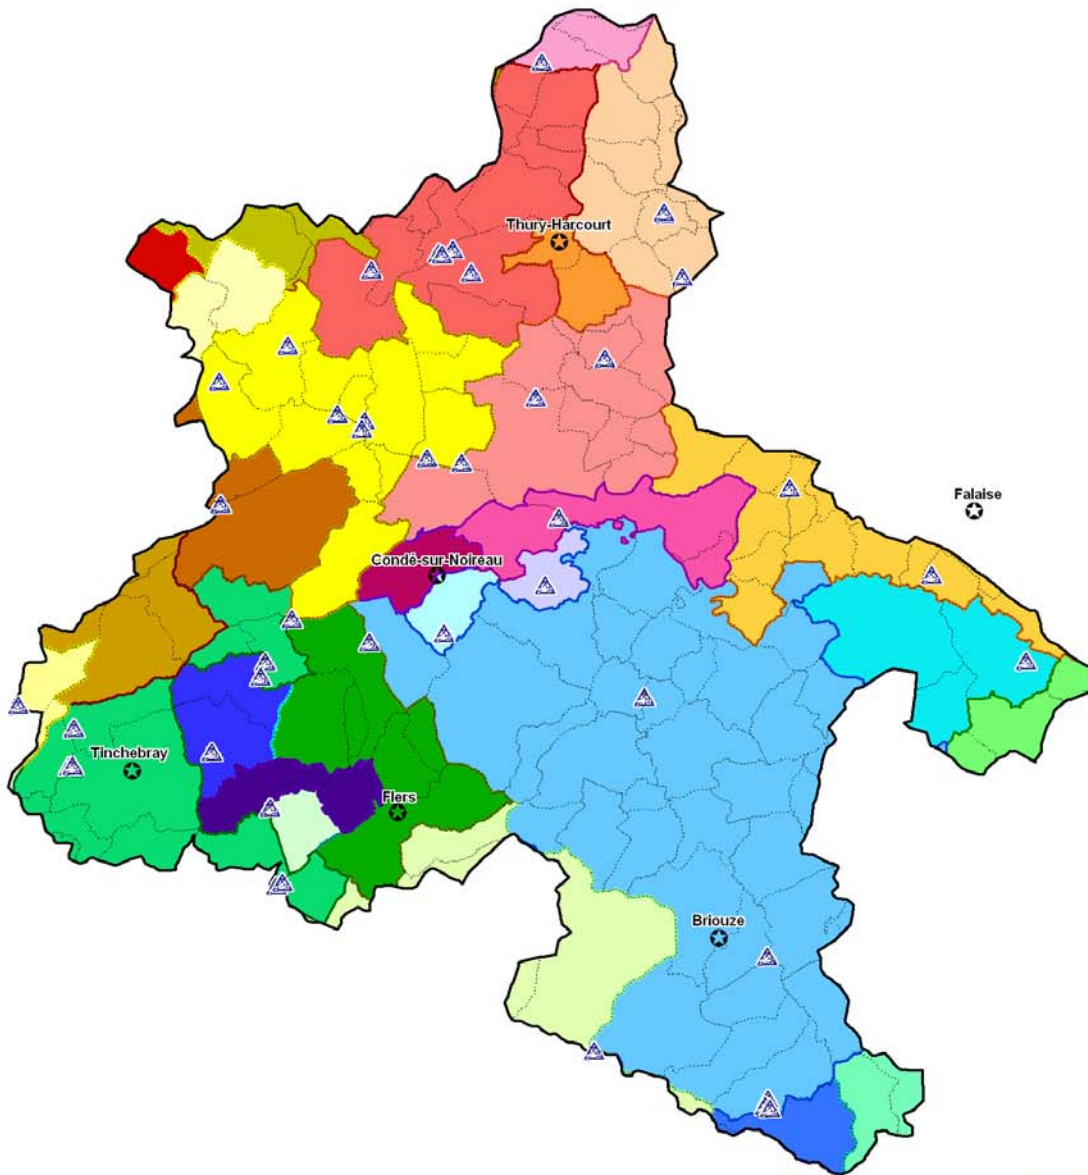 Thury-Harcourt
Falaise
Condé-sur-Noireau
Tinchebray
Flers
Briouze